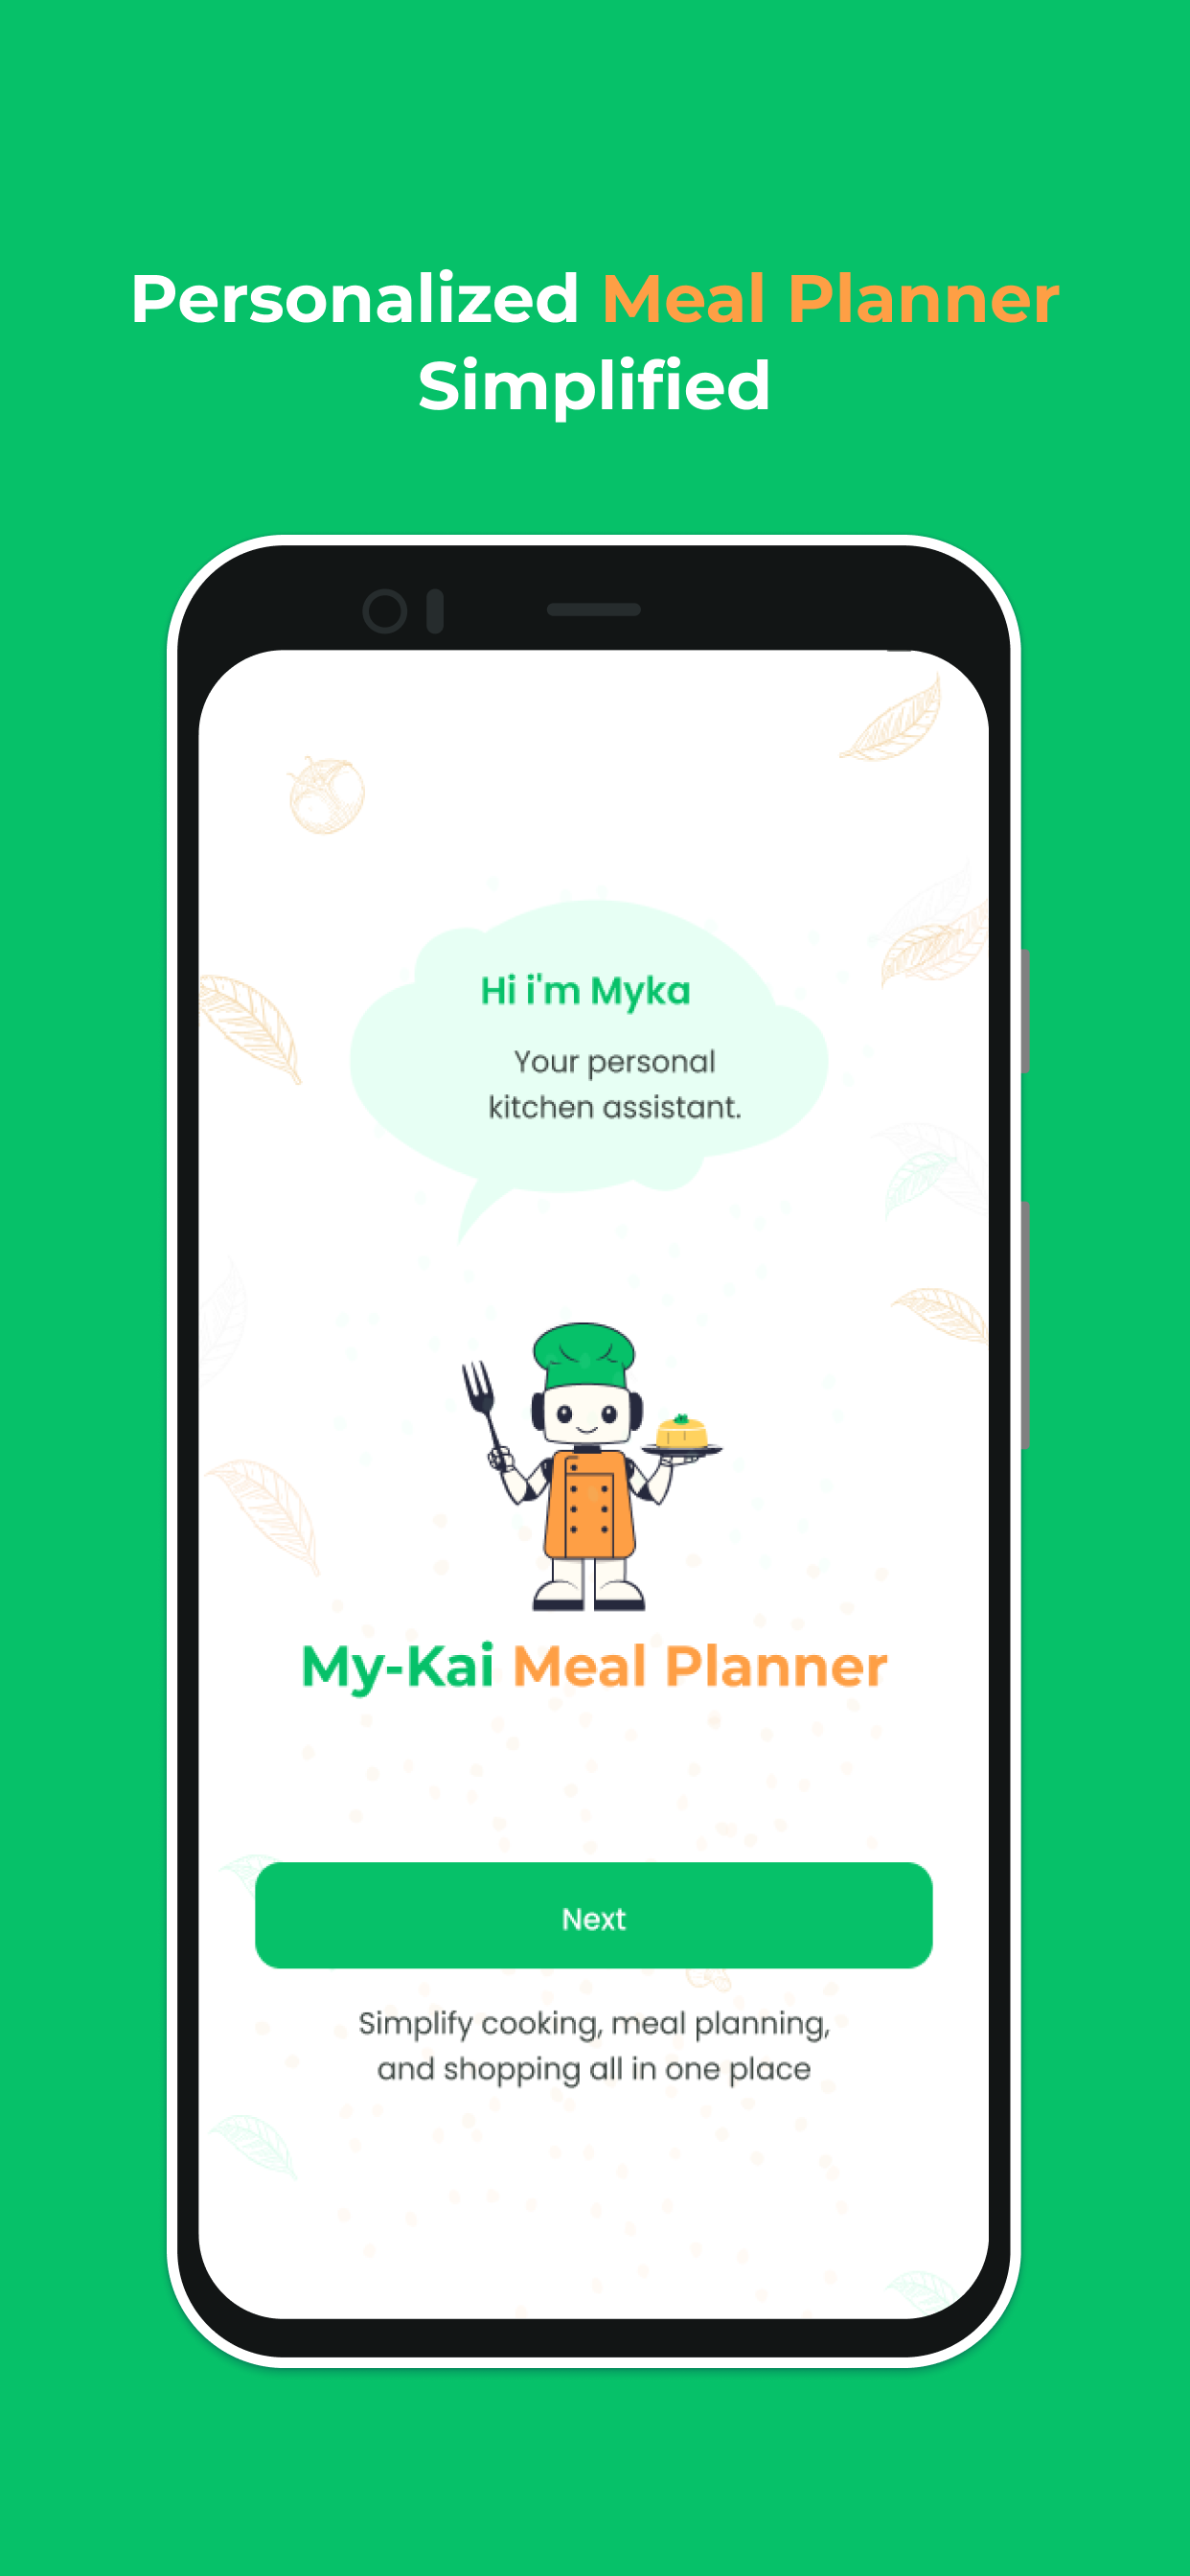 Personalized Meal Planner
Simplified
Hi i'm Myka
Your personal
kitchen assistant.
My-Kai Meal Planner
Next
Simplify cooking, meal planning,
and shopping all in one place